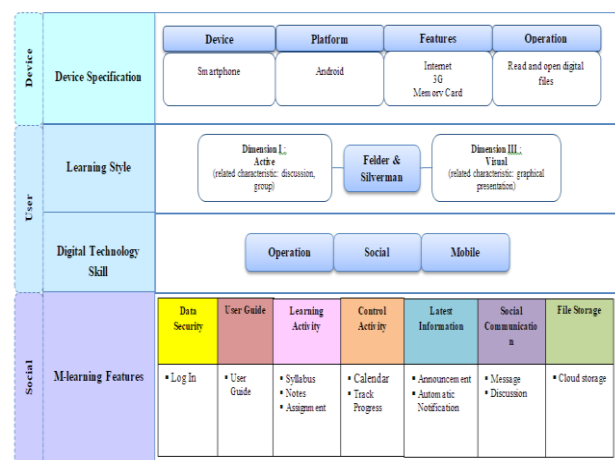 Device
Device Specification
Device
Platform
Features
Operation
Smartphone
Android
Internet
3G
Memory Card
Read and open digital
files
User
Learning Style
Dimension I :
Active
(related characteristic: discussion,
group)
Felder &
Silverman
Dimension III :
Visual
(related characteristic: graphical
presentation)
Digital Technology
Skill
Operation
Social
Mobile
Social
M-learning Features
Data
Security
User Guide
Learning
Activity
Control
Activity
Latest
Information
Social
Communicatio
n
File Storage
▪ Log In
▪ User
Guide
▪ Syllabus
▪ Notes
▪ Assignment
▪ Calendar
▪ Track
Progress
▪ Announcement
▪ Automatic
Notification
▪ Message
▪ Discussion
▪ Cloud storage